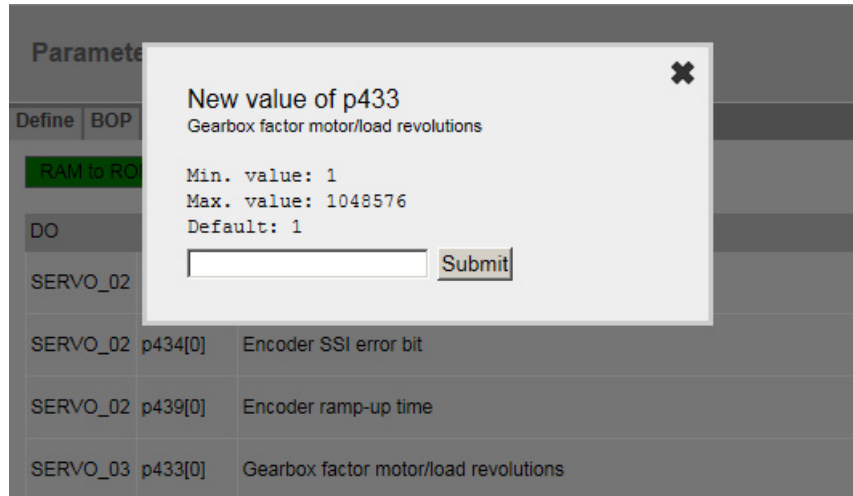 Paramete
New value of p433
Gearbox factor motor/load revolutions
Define BOP
Min. value: 1
Max. value: 1048576
Default: 1
RAM to RO
Submit
DO
SERVO_02
SERVO_02 p434[0] Encoder SSI error bit
SERVO_02 p439[0] Encoder ramp-up time
SERVO_03 p433[0] Gearbox factor motor/load revolutions